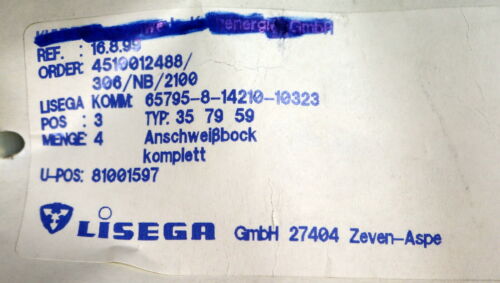 REF. : 16.8.99
ORDER: 4510012488/
306/NB/2100
LISEGA KOMM: 65795-8-14210-10323
POS : 3 TYP: 35 79 59
MENGE: 4 Anschweißbock
komplett
U-POS: 81001597
LISEGA GmbH 27404 Zeven-Aspe